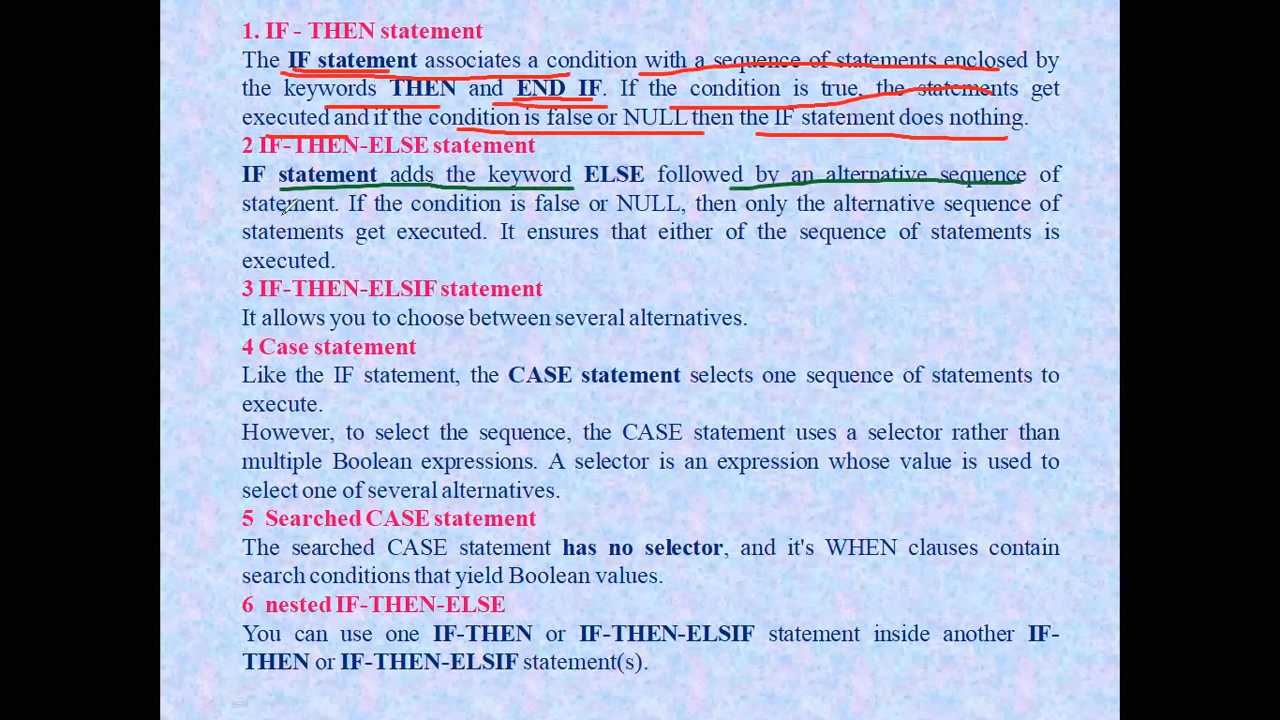 1. IF - THEN statement
The IF statement associates a condition with a sequence of statements enclosed by
the keywords THEN and END IF. If the condition is true, the statements get
executed and if the condition is false or NULL then the IF statement does nothing.
2 IF-THEN-ELSE statement
IF statement adds the keyword ELSE followed by an alternative sequence of
statement. If the condition is false or NULL, then only the alternative sequence of
statements get executed. It ensures that either of the sequence of statements is
executed.
3 IF-THEN-ELSIF statement
It allows you to choose between several alternatives.
4 Case statement
Like the IF statement, the CASE statement selects one sequence of statements to
execute.
However, to select the sequence, the CASE statement uses a selector rather than
multiple Boolean expressions. A selector is an expression whose value is used to
select one of several alternatives.
5 Searched CASE statement
The searched CASE statement has no selector, and it's WHEN clauses contain
search conditions that yield Boolean values.
6 nested IF-THEN-ELSE
You can use one IF-THEN or IF-THEN-ELSIF statement inside another IF-
THEN or IF-THEN-ELSIF statement(s).